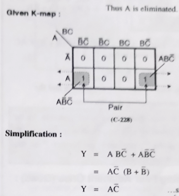 Thus A is eliminated.
Given K-map :
BC
A B̅C̅ B̅C BC BC̅
A̅ 0 0 0 0
ABC̅
A 1 0 0 1
AB̅C̅
Pair
(C-228)
Simplification :
Y = A BC̅ + AB̅C̅
= AC̅ (B + B̅)
Y = AC̅